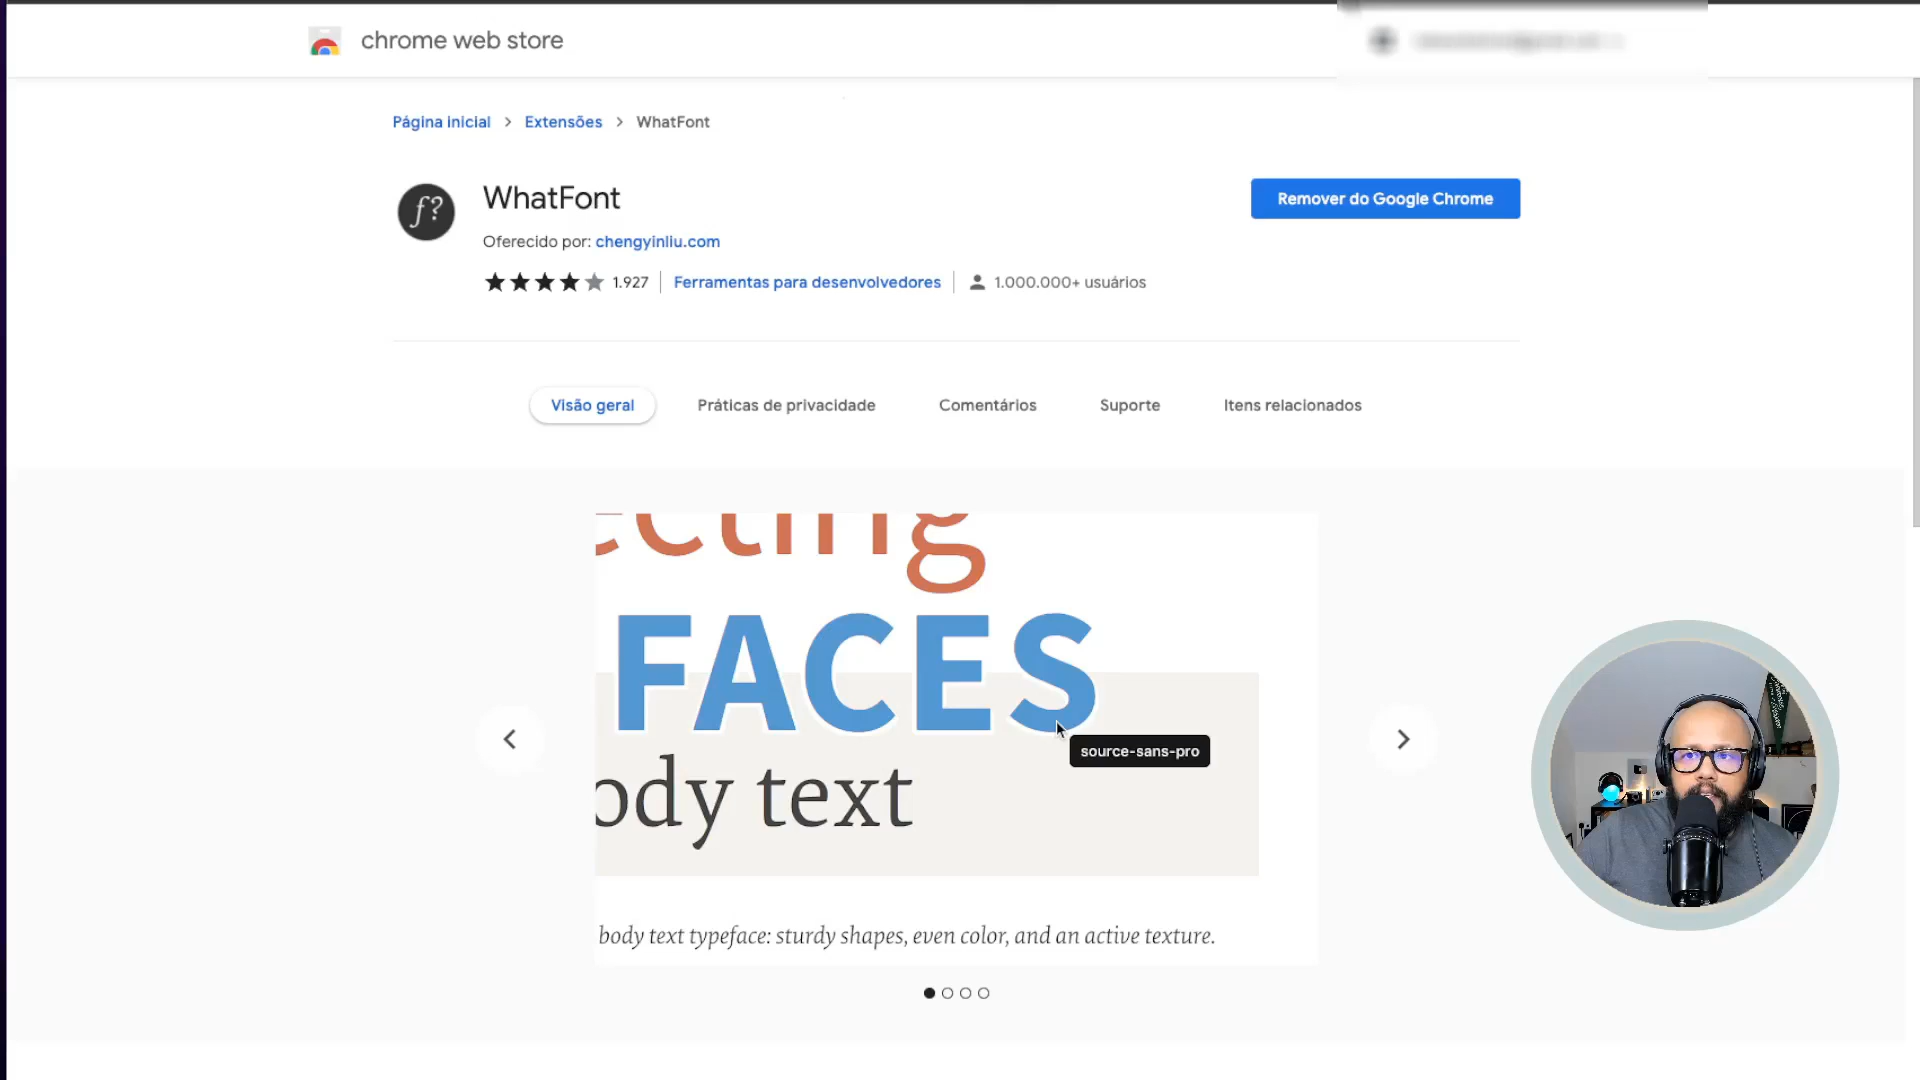 chrome web store
Página inicial > Extensões > WhatFont
f?
WhatFont
Remover do Google Chrome
Oferecido por: chengyinliu.com
1.927 Ferramentas para desenvolvedores 1.000.000+ usuários
Visão geral Práticas de privacidade Comentários Suporte Itens relacionados
ecting
FACES
source-sans-pro
ody text
body text typeface: sturdy shapes, even color, and an active texture.